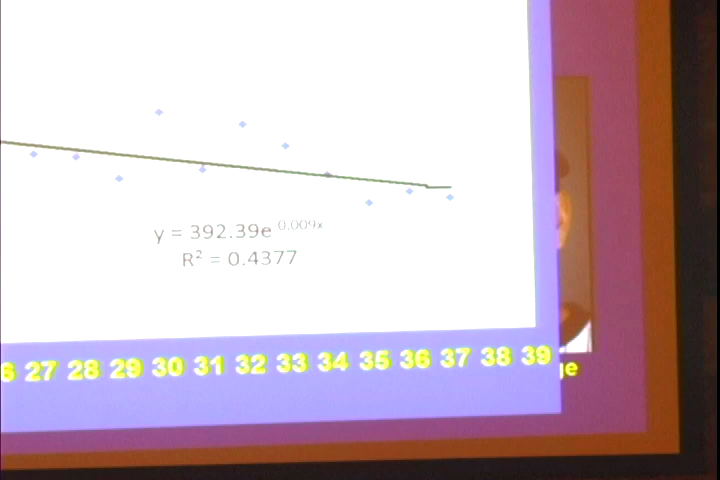 y = 392.39e 0.009x
R² = 0.4377
27 28 29 30 31 32 33 34 35 36 37 38 39